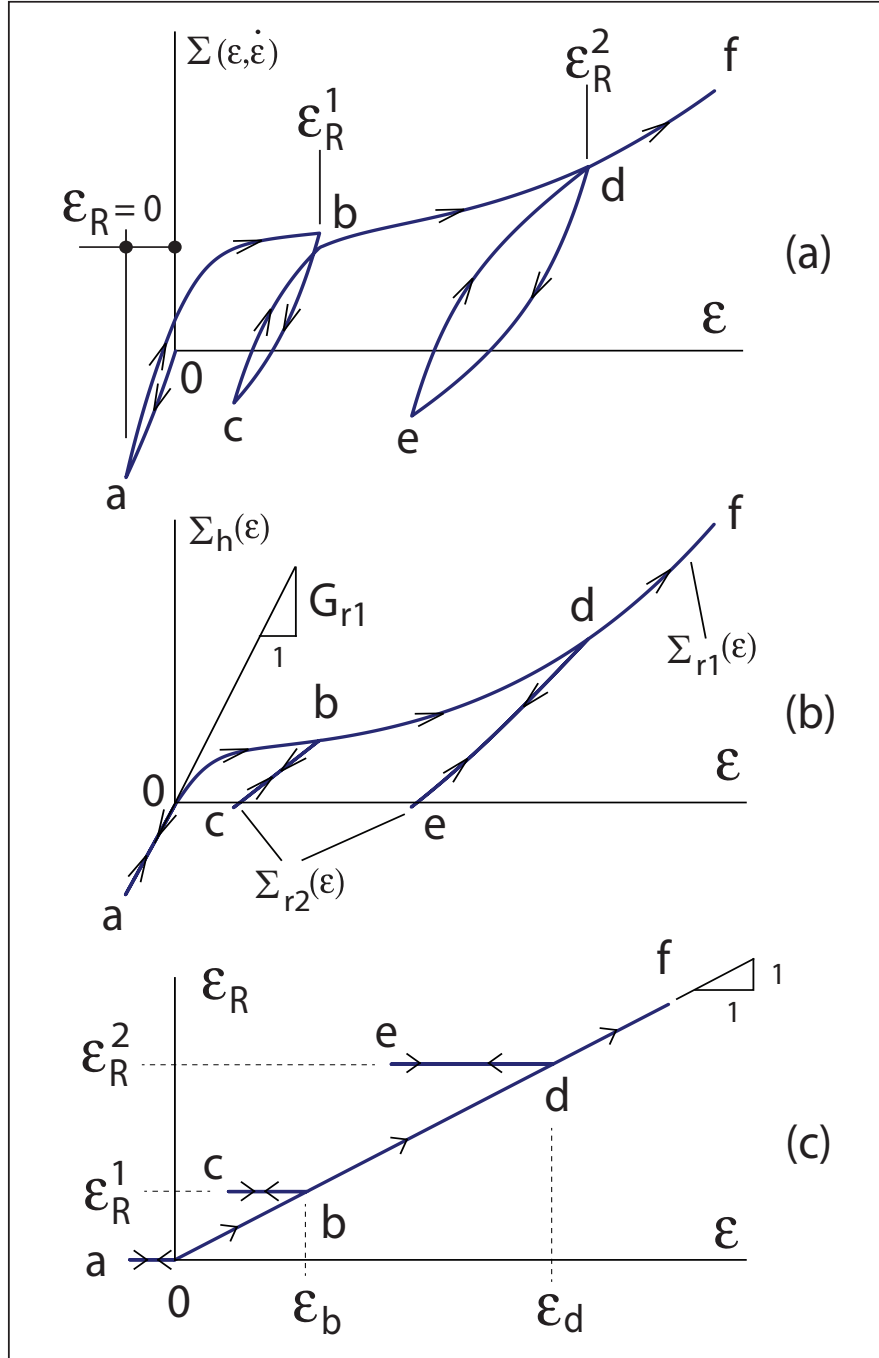 Σ(ε,ε̇)
ε_R^2
f
ε_R^1
ε_R = 0
b
d
(a)
ε
0
c
e
a
Σ_h(ε)
f
G_r1
1
d
Σ_r1(ε)
b
(b)
0
ε
c
e
Σ_r2(ε)
a
f
ε_R
1
1
e
ε_R^2
d
(c)
c
ε_R^1
b
ε
a
0
ε_b
ε_d